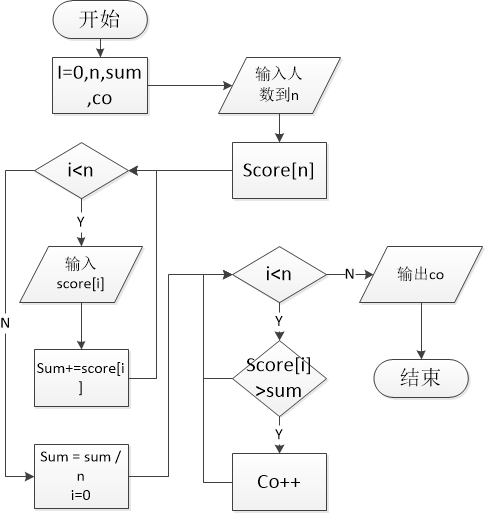 开始
I=0,n,sum
,co
输入人
数到n
Score[n]
i<n
Y
输入
score[i]
N
Sum+=score[i
]
Sum = sum /
n
i=0
i<n
N
输出co
Y
Score[i]
>sum
Y
Co++
结束